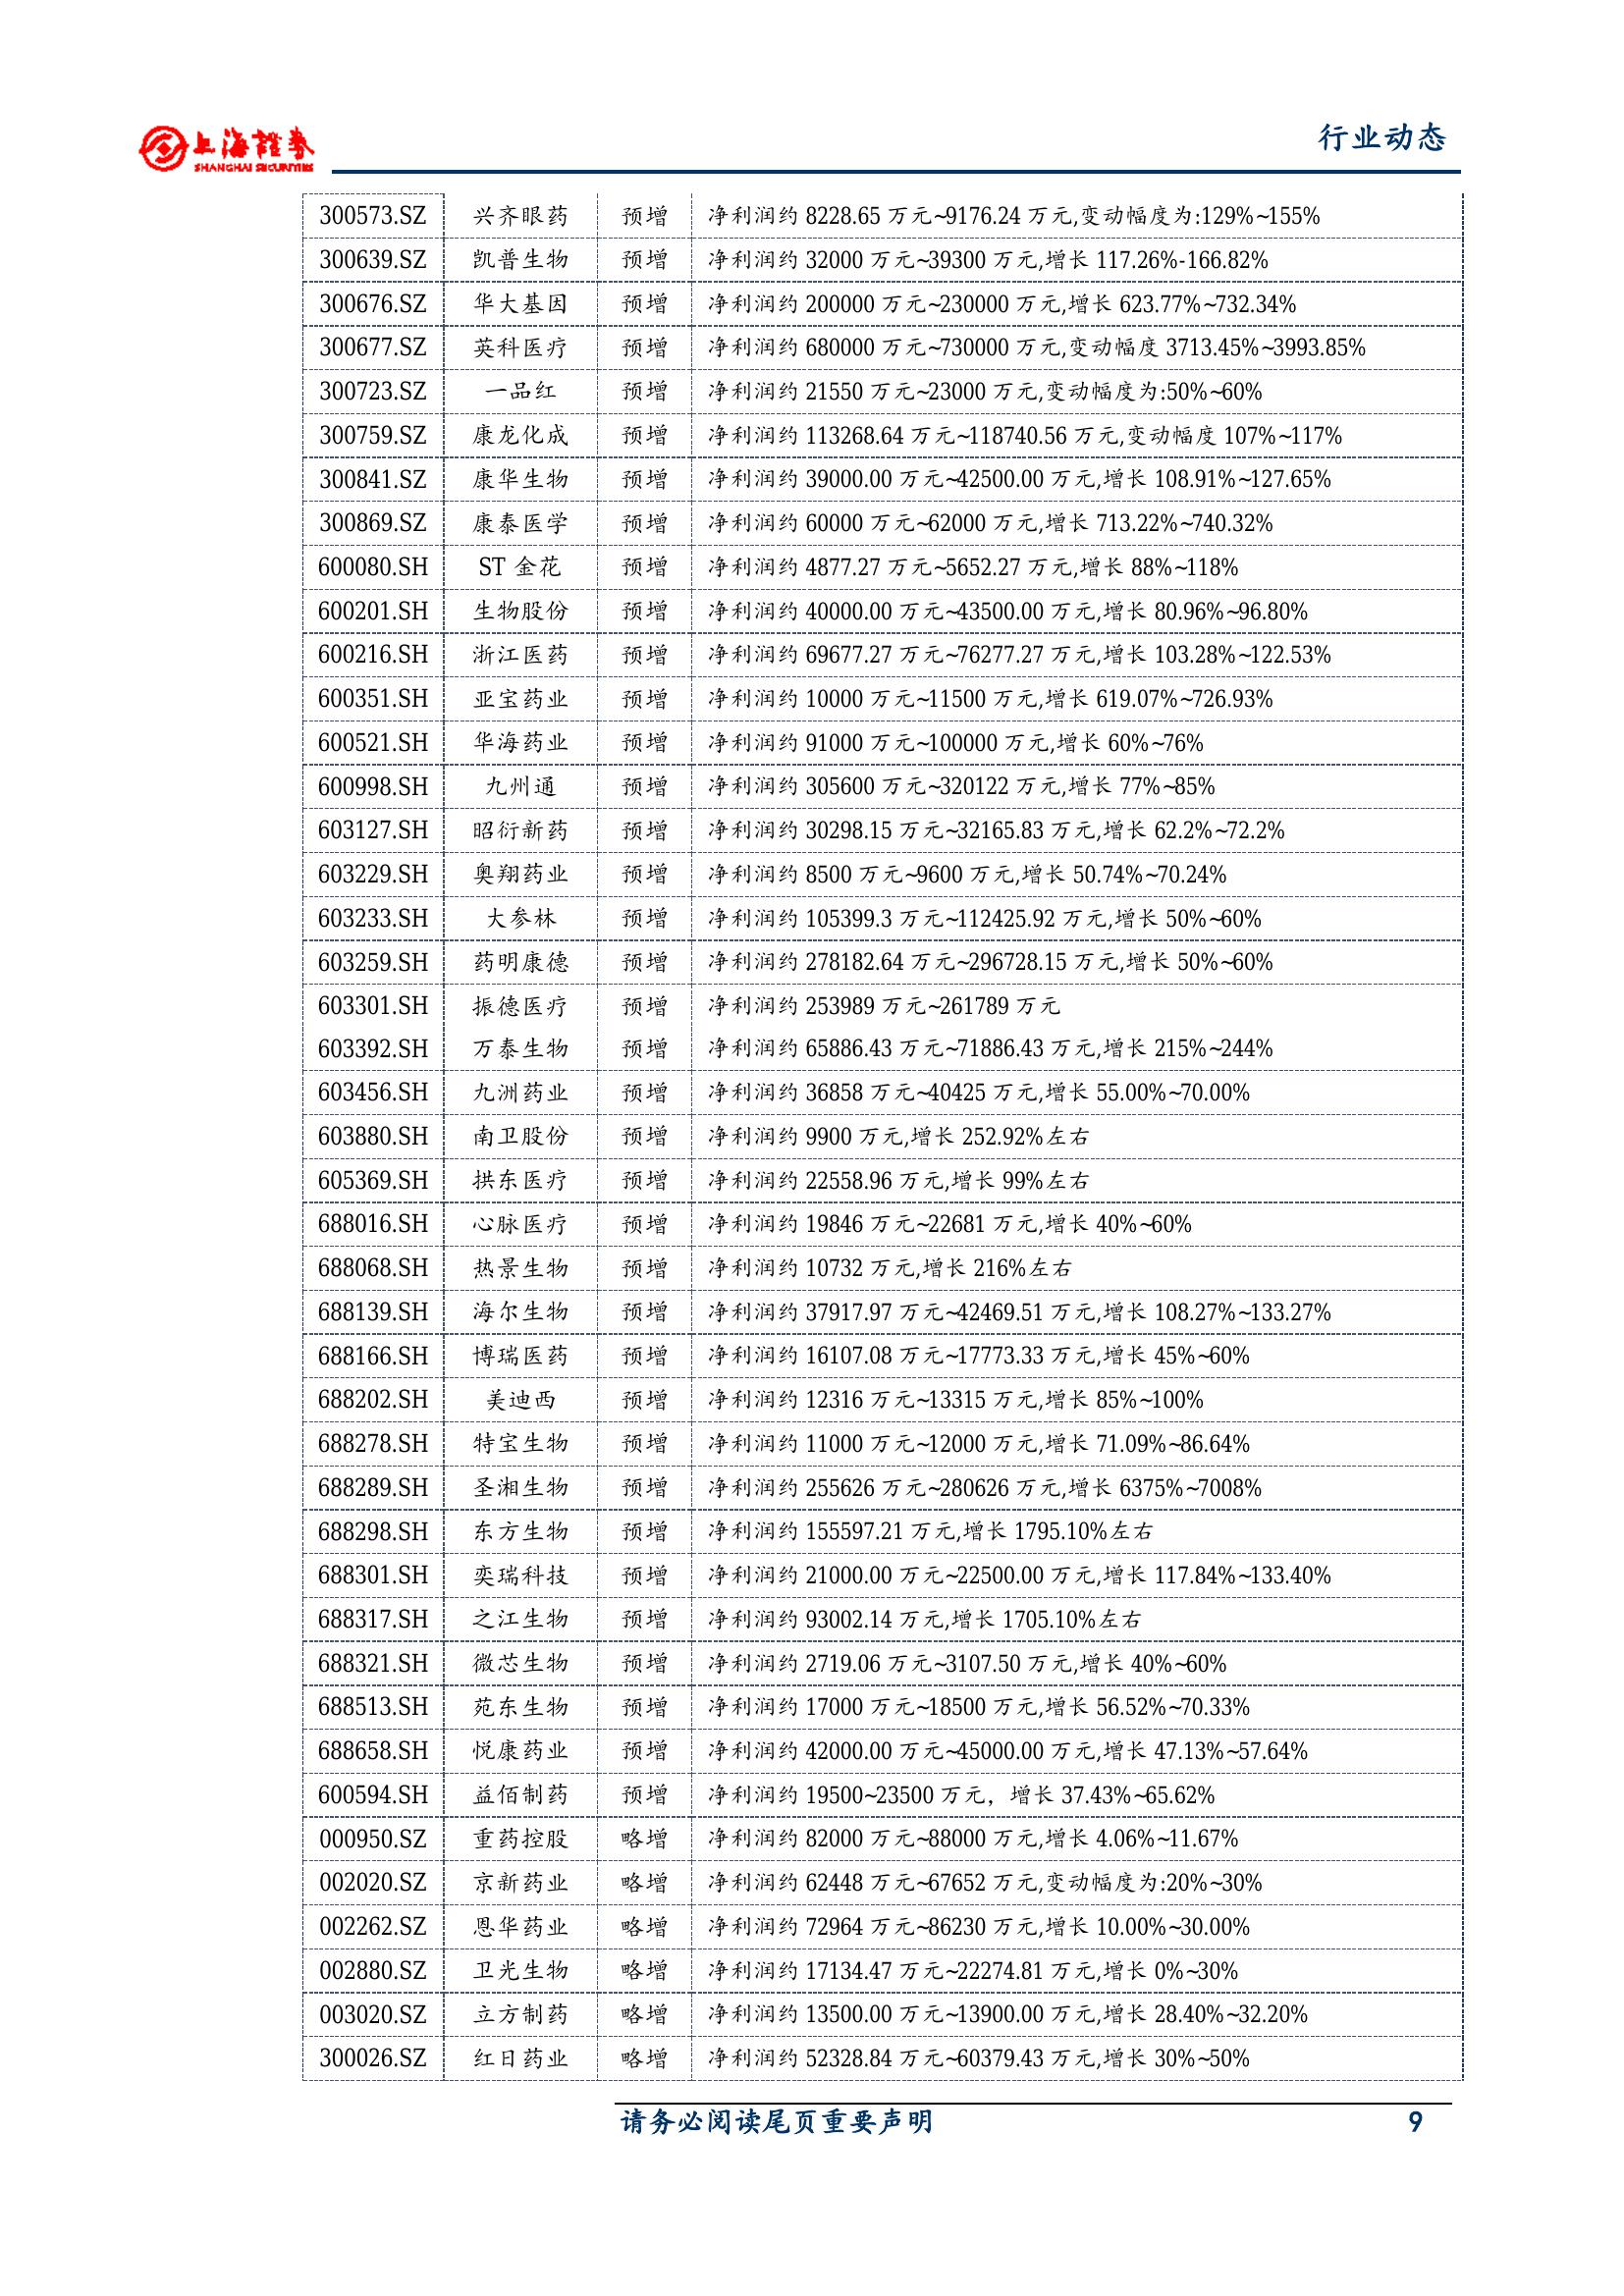 上海證券
SHANGHAI SECURITIES
行业动态
300573.SZ 兴齐眼药 预增 净利润约 8228.65 万元~9176.24 万元,变动幅度为:129%~155%
300639.SZ 凯普生物 预增 净利润约 32000 万元~39300 万元,增长 117.26%-166.82%
300676.SZ 华大基因 预增 净利润约 200000 万元~230000 万元,增长 623.77%~732.34%
300677.SZ 英科医疗 预增 净利润约 680000 万元~730000 万元,变动幅度 3713.45%~3993.85%
300723.SZ 一品红 预增 净利润约 21550 万元~23000 万元,变动幅度为:50%~60%
300759.SZ 康龙化成 预增 净利润约 113268.64 万元~118740.56 万元,变动幅度 107%~117%
300841.SZ 康华生物 预增 净利润约 39000.00 万元~42500.00 万元,增长 108.91%~127.65%
300869.SZ 康泰医学 预增 净利润约 60000 万元~62000 万元,增长 713.22%~740.32%
600080.SH ST 金花 预增 净利润约 4877.27 万元~5652.27 万元,增长 88%~118%
600201.SH 生物股份 预增 净利润约 40000.00 万元~43500.00 万元,增长 80.96%~96.80%
600216.SH 浙江医药 预增 净利润约 69677.27 万元~76277.27 万元,增长 103.28%~122.53%
600351.SH 亚宝药业 预增 净利润约 10000 万元~11500 万元,增长 619.07%~726.93%
600521.SH 华海药业 预增 净利润约 91000 万元~100000 万元,增长 60%~76%
600998.SH 九州通 预增 净利润约 305600 万元~320122 万元,增长 77%~85%
603127.SH 昭衍新药 预增 净利润约 30298.15 万元~32165.83 万元,增长 62.2%~72.2%
603229.SH 奥翔药业 预增 净利润约 8500 万元~9600 万元,增长 50.74%~70.24%
603233.SH 大参林 预增 净利润约 105399.3 万元~112425.92 万元,增长 50%~60%
603259.SH 药明康德 预增 净利润约 278182.64 万元~296728.15 万元,增长 50%~60%
603301.SH 振德医疗 预增 净利润约 253989 万元~261789 万元
603392.SH 万泰生物 预增 净利润约 65886.43 万元~71886.43 万元,增长 215%~244%
603456.SH 九洲药业 预增 净利润约 36858 万元~40425 万元,增长 55.00%~70.00%
603880.SH 南卫股份 预增 净利润约 9900 万元,增长 252.92%左右
605369.SH 拱东医疗 预增 净利润约 22558.96 万元,增长 99%左右
688016.SH 心脉医疗 预增 净利润约 19846 万元~22681 万元,增长 40%~60%
688068.SH 热景生物 预增 净利润约 10732 万元,增长 216%左右
688139.SH 海尔生物 预增 净利润约 37917.97 万元~42469.51 万元,增长 108.27%~133.27%
688166.SH 博瑞医药 预增 净利润约 16107.08 万元~17773.33 万元,增长 45%~60%
688202.SH 美迪西 预增 净利润约 12316 万元~13315 万元,增长 85%~100%
688278.SH 特宝生物 预增 净利润约 11000 万元~12000 万元,增长 71.09%~86.64%
688289.SH 圣湘生物 预增 净利润约 255626 万元~280626 万元,增长 6375%~7008%
688298.SH 东方生物 预增 净利润约 155597.21 万元,增长 1795.10%左右
688301.SH 奕瑞科技 预增 净利润约 21000.00 万元~22500.00 万元,增长 117.84%~133.40%
688317.SH 之江生物 预增 净利润约 93002.14 万元,增长 1705.10%左右
688321.SH 微芯生物 预增 净利润约 2719.06 万元~3107.50 万元,增长 40%~60%
688513.SH 苑东生物 预增 净利润约 17000 万元~18500 万元,增长 56.52%~70.33%
688658.SH 悦康药业 预增 净利润约 42000.00 万元~45000.00 万元,增长 47.13%~57.64%
600594.SH 益佰制药 预增 净利润约 19500~23500 万元，增长 37.43%~65.62%
000950.SZ 重药控股 略增 净利润约 82000 万元~88000 万元,增长 4.06%~11.67%
002020.SZ 京新药业 略增 净利润约 62448 万元~67652 万元,变动幅度为:20%~30%
002262.SZ 恩华药业 略增 净利润约 72964 万元~86230 万元,增长 10.00%~30.00%
002880.SZ 卫光生物 略增 净利润约 17134.47 万元~22274.81 万元,增长 0%~30%
003020.SZ 立方制药 略增 净利润约 13500.00 万元~13900.00 万元,增长 28.40%~32.20%
300026.SZ 红日药业 略增 净利润约 52328.84 万元~60379.43 万元,增长 30%~50%
请务必阅读尾页重要声明 9